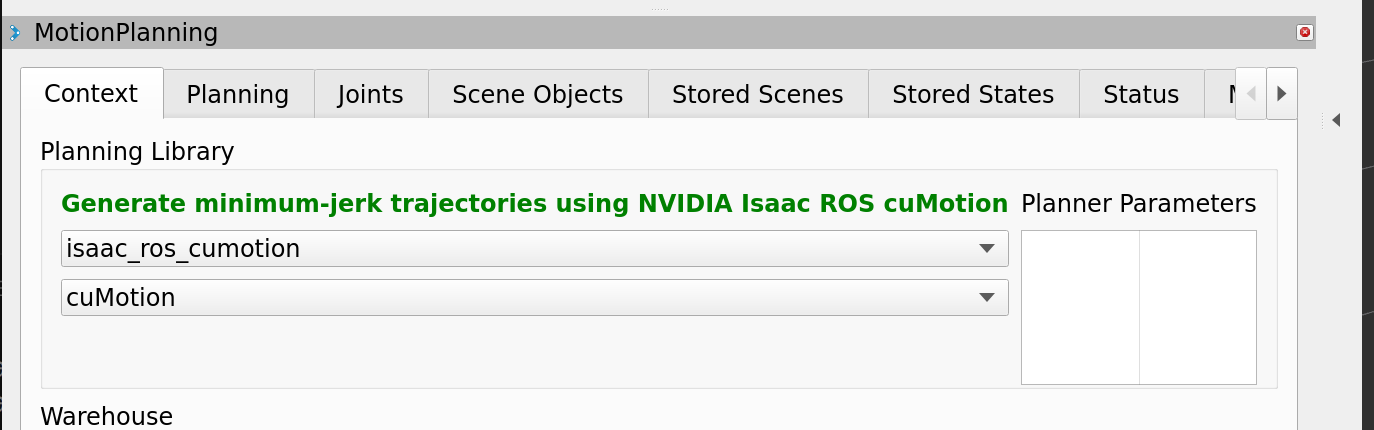 MotionPlanning
Context Planning Joints Scene Objects Stored Scenes Stored States Status
Planning Library
Generate minimum-jerk trajectories using NVIDIA Isaac ROS cuMotion Planner Parameters
isaac_ros_cumotion
cuMotion
Warehouse